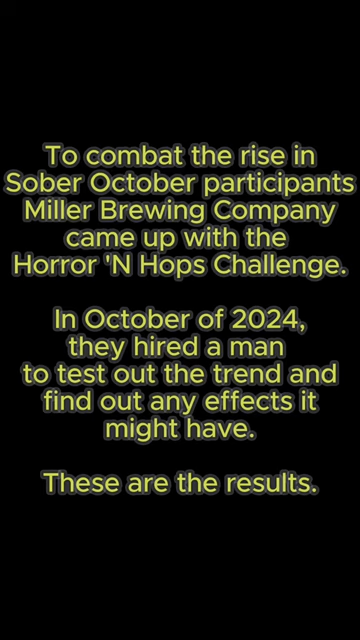 To combat the rise in
Sober October participants
Miller Brewing Company
came up with the
Horror 'N Hops Challenge.
In October of 2024,
they hired a man
to test out the trend and
find out any effects it
might have.
These are the results.